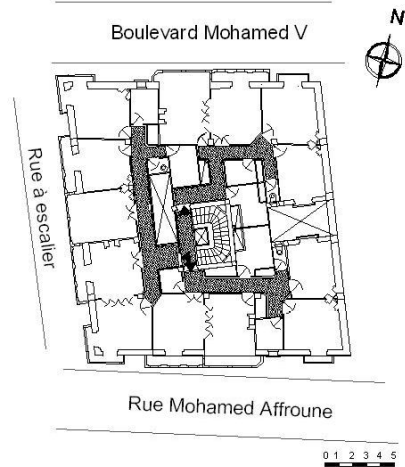 Boulevard Mohamed V
N
Rue à escalier
Rue Mohamed Affroune
0 1 2 3 4 5